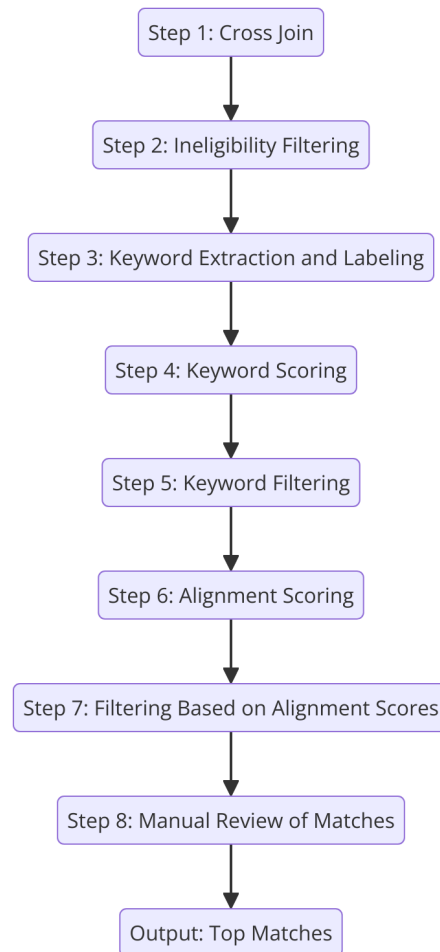 Step 1: Cross Join
Step 2: Ineligibility Filtering
Step 3: Keyword Extraction and Labeling
Step 4: Keyword Scoring
Step 5: Keyword Filtering
Step 6: Alignment Scoring
Step 7: Filtering Based on Alignment Scores
Step 8: Manual Review of Matches
Output: Top Matches